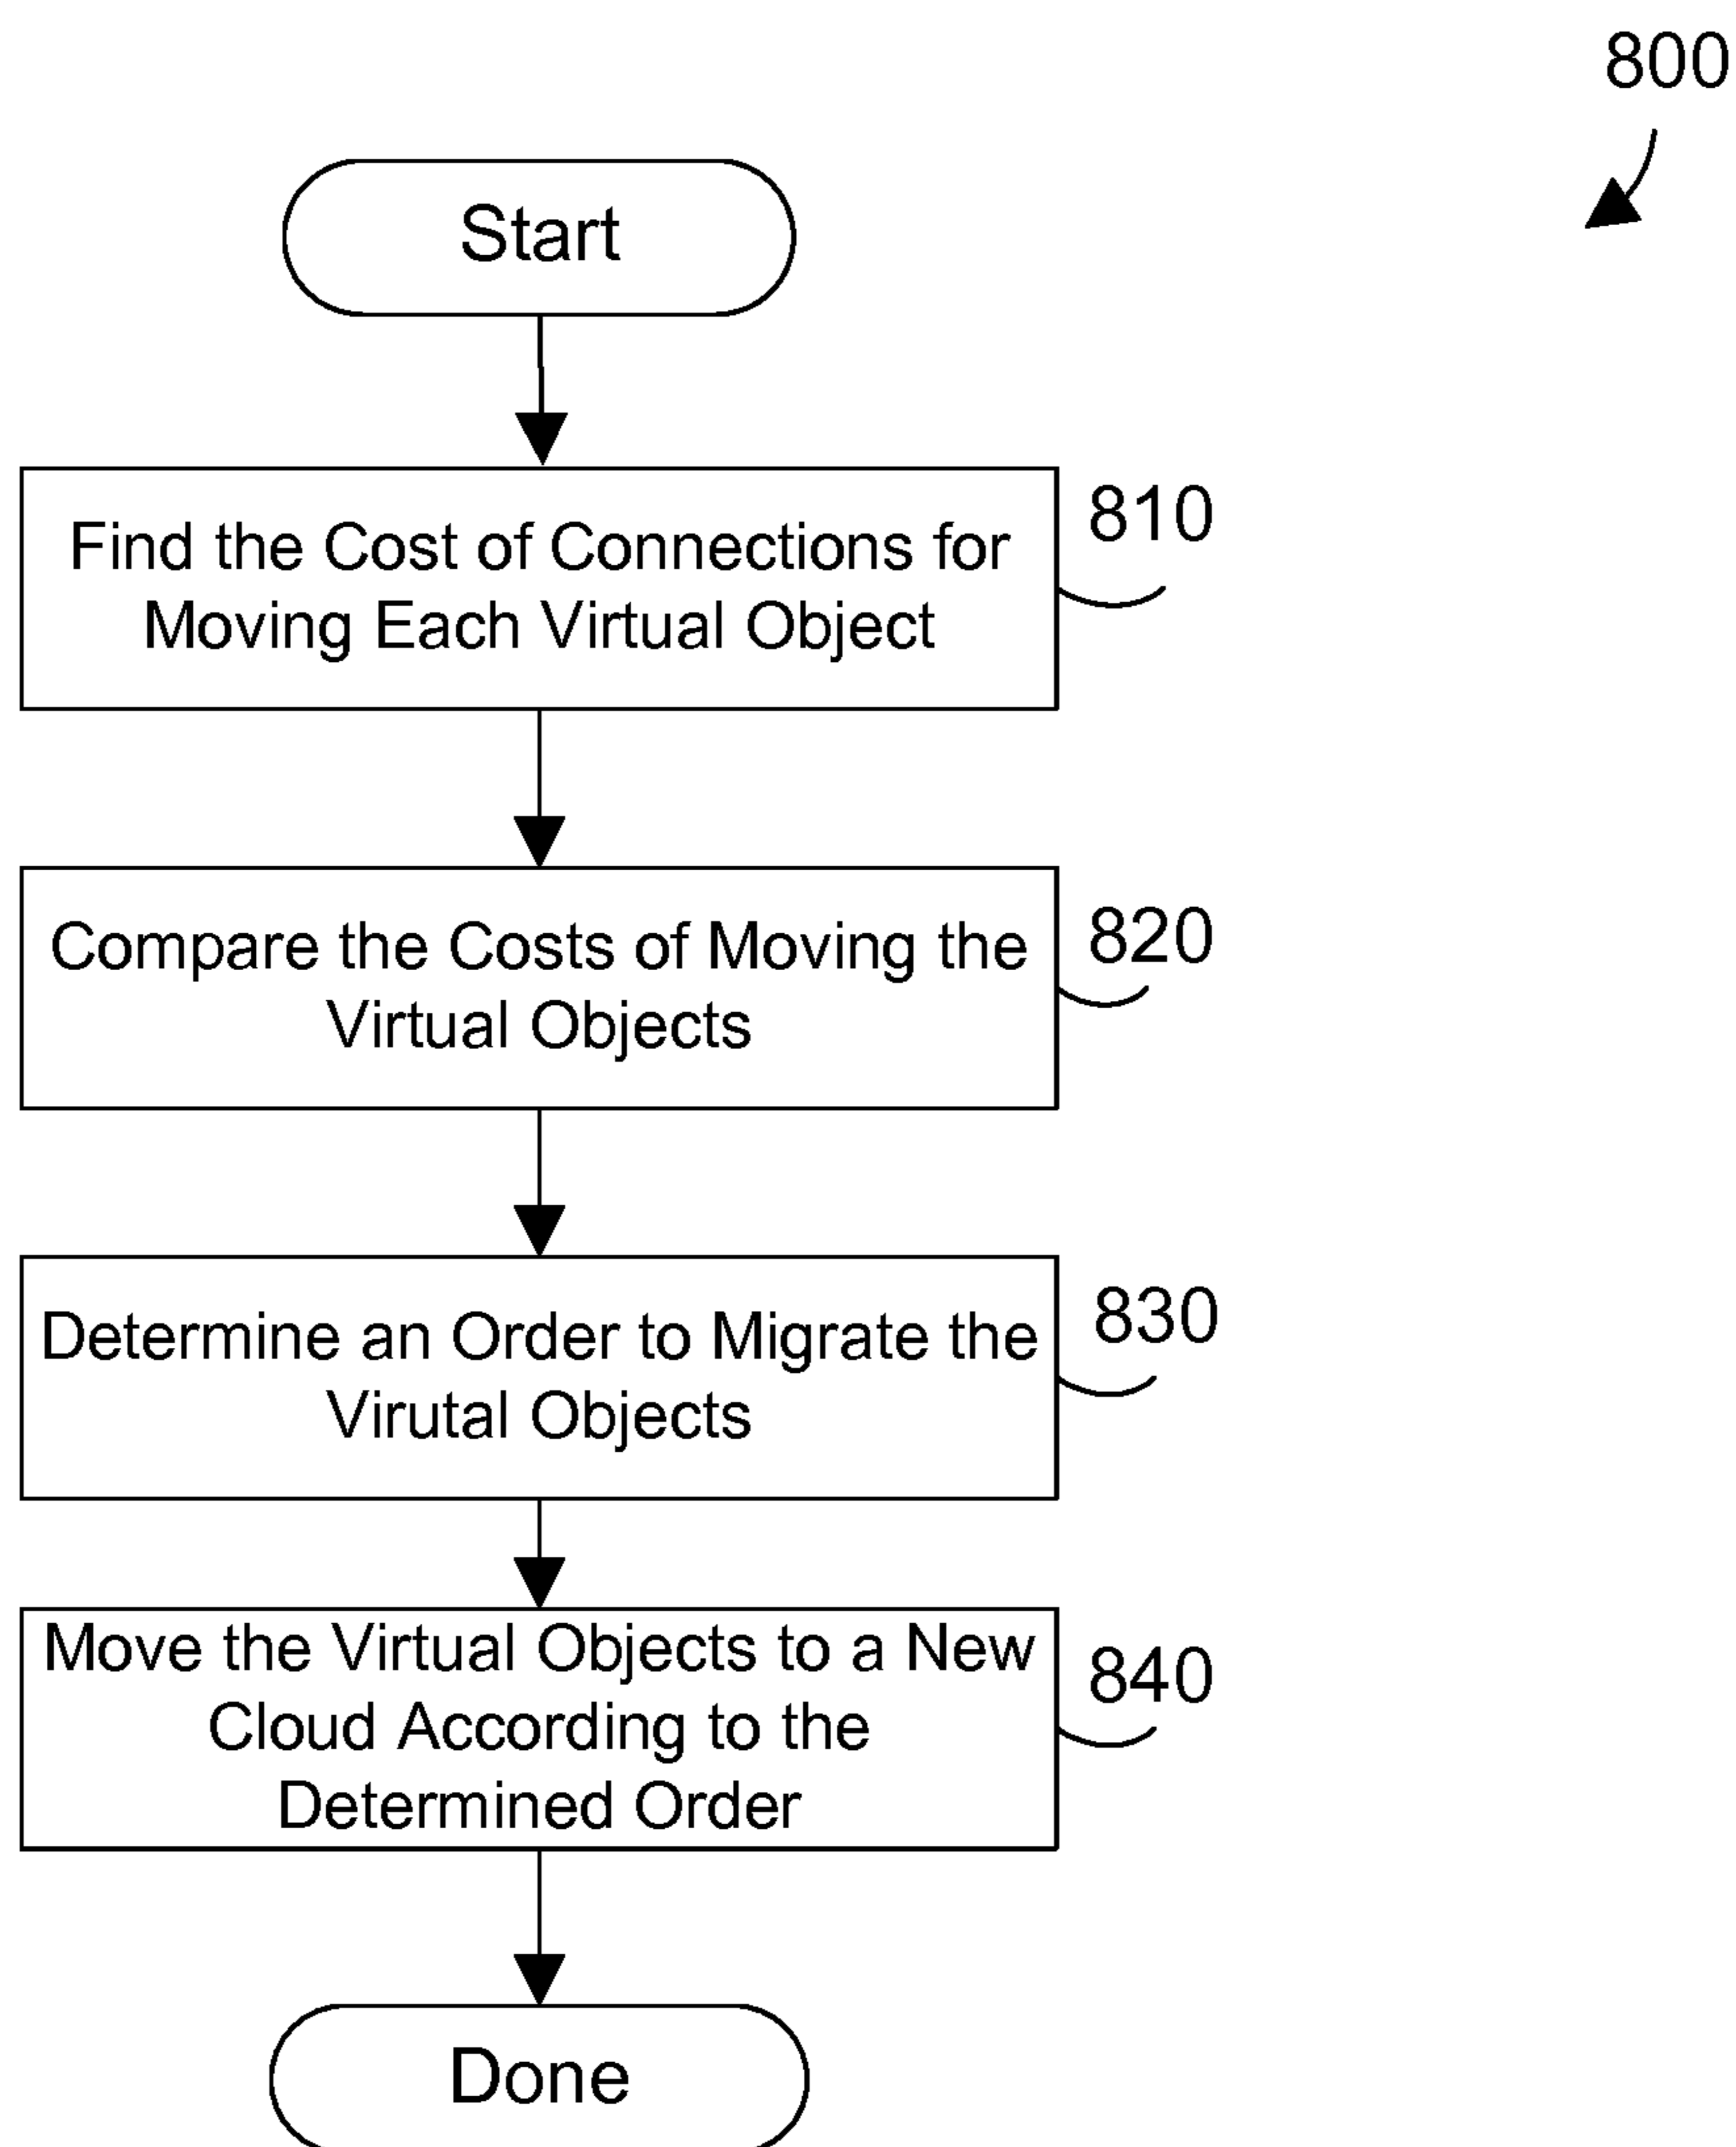 800
Start
Find the Cost of Connections for
Moving Each Virtual Object
810
Compare the Costs of Moving the
Virtual Objects
820
Determine an Order to Migrate the
Virutal Objects
830
Move the Virtual Objects to a New
Cloud According to the
Determined Order
840
Done